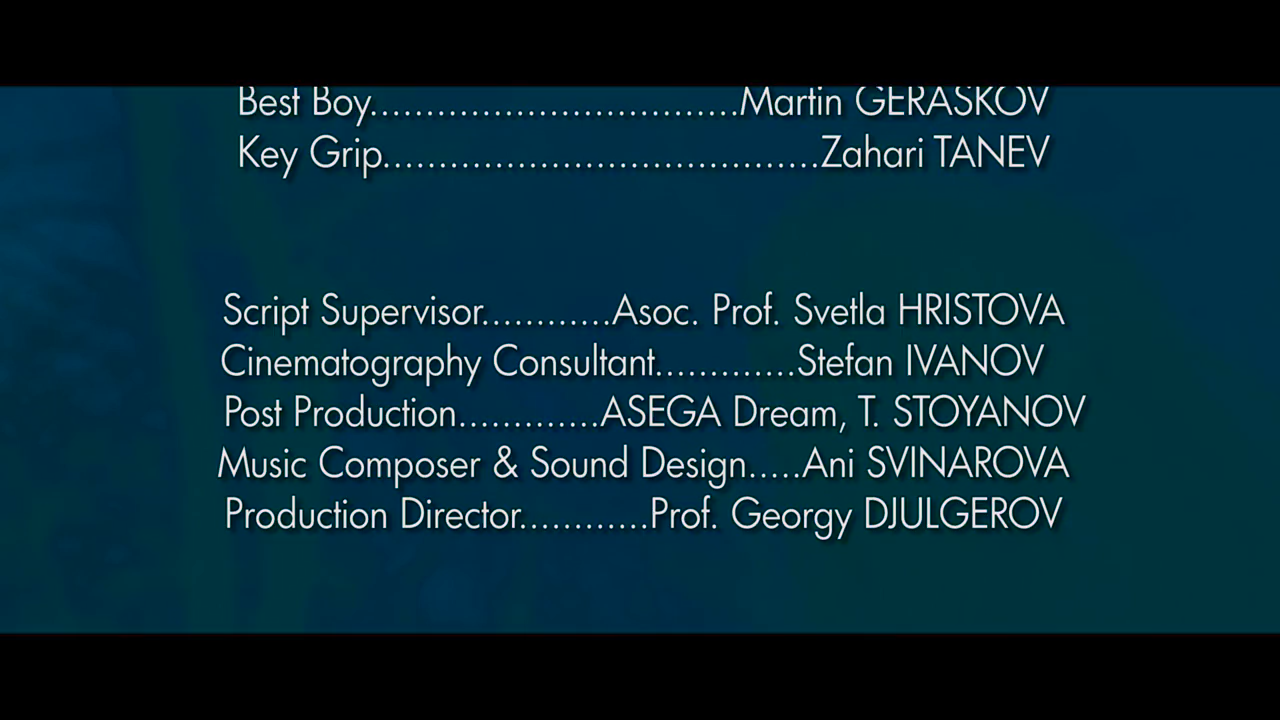 Best Boy.................................Martin GERASKOV
Key Grip.......................................Zahari TANEV
Script Supervisor............Asoc. Prof. Svetla HRISTOVA
Cinematography Consultant.............Stefan IVANOV
Post Production.............ASEGA Dream, T. STOYANOV
Music Composer & Sound Design.....Ani SVINAROVA
Production Director............Prof. Georgy DJULGEROV